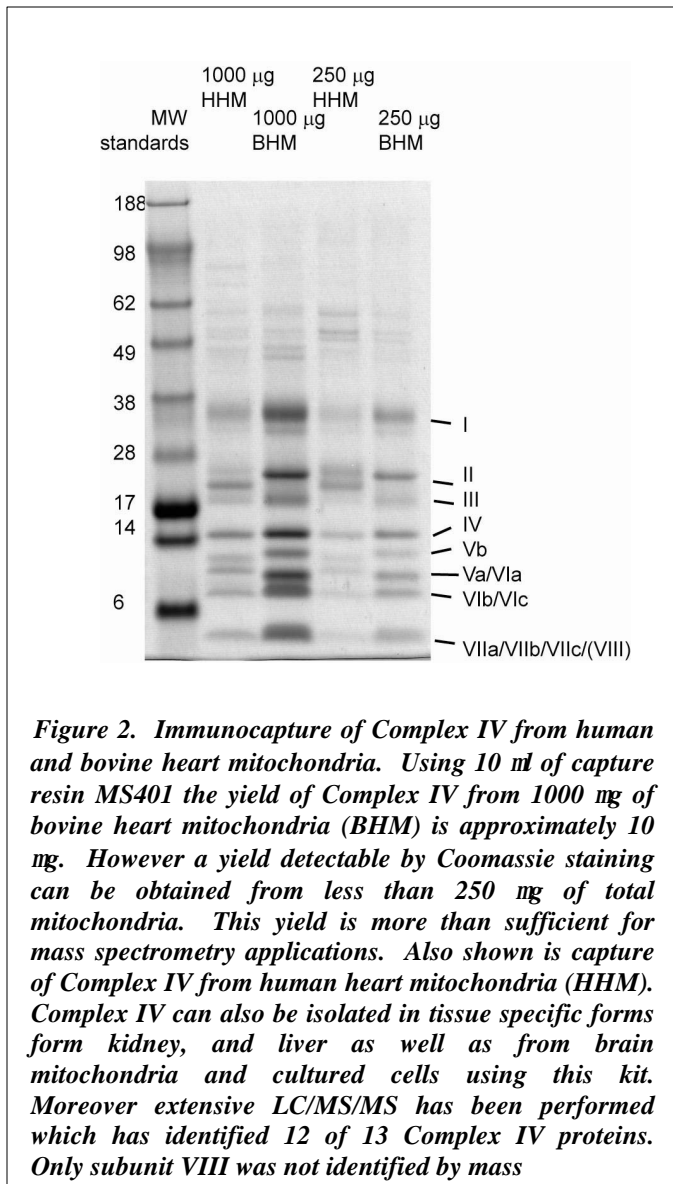 1000 µg 250 µg
HHM HHM
MW 1000 µg 250 µg
standards BHM BHM
188
98
62
49
38
I
28
II
17
III
14
IV
Vb
Va/VIa
6
VIb/VIc
VIIa/VIIb/VIIc/(VIII)
Figure 2. Immunocapture of Complex IV from human
and bovine heart mitochondria. Using 10 ml of capture
resin MS401 the yield of Complex IV from 1000 mg of
bovine heart mitochondria (BHM) is approximately 10
mg. However a yield detectable by Coomassie staining
can be obtained from less than 250 mg of total
mitochondria. This yield is more than sufficient for
mass spectrometry applications. Also shown is capture
of Complex IV from human heart mitochondria (HHM).
Complex IV can also be isolated in tissue specific forms
form kidney, and liver as well as from brain
mitochondria and cultured cells using this kit.
Moreover extensive LC/MS/MS has been performed
which has identified 12 of 13 Complex IV proteins.
Only subunit VIII was not identified by mass